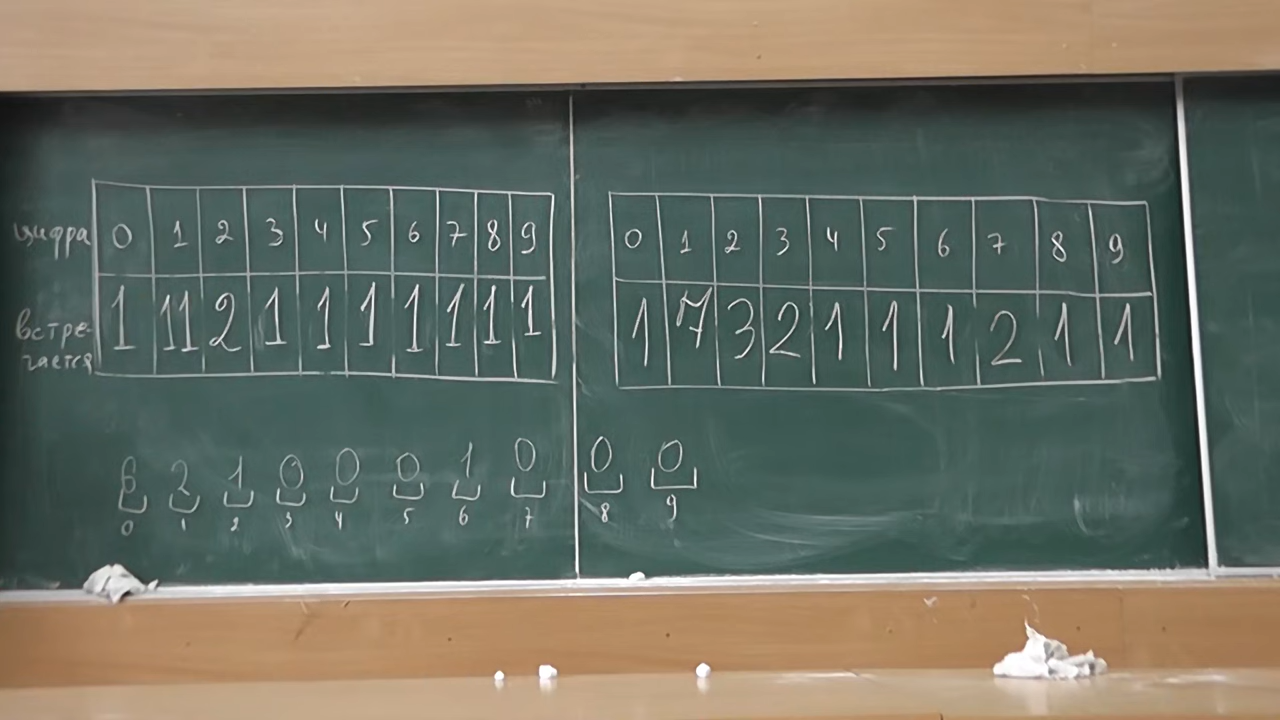 цифра 0 1 2 3 4 5 6 7 8 9
встре- 1 11 2 1 1 1 1 1 1 1
чается
0 1 2 3 4 5 6 7 8 9
1 7 3 2 1 1 1 2 1 1
6 2 1 0 0 0 1 0 0 0
0 1 2 3 4 5 6 7 8 9